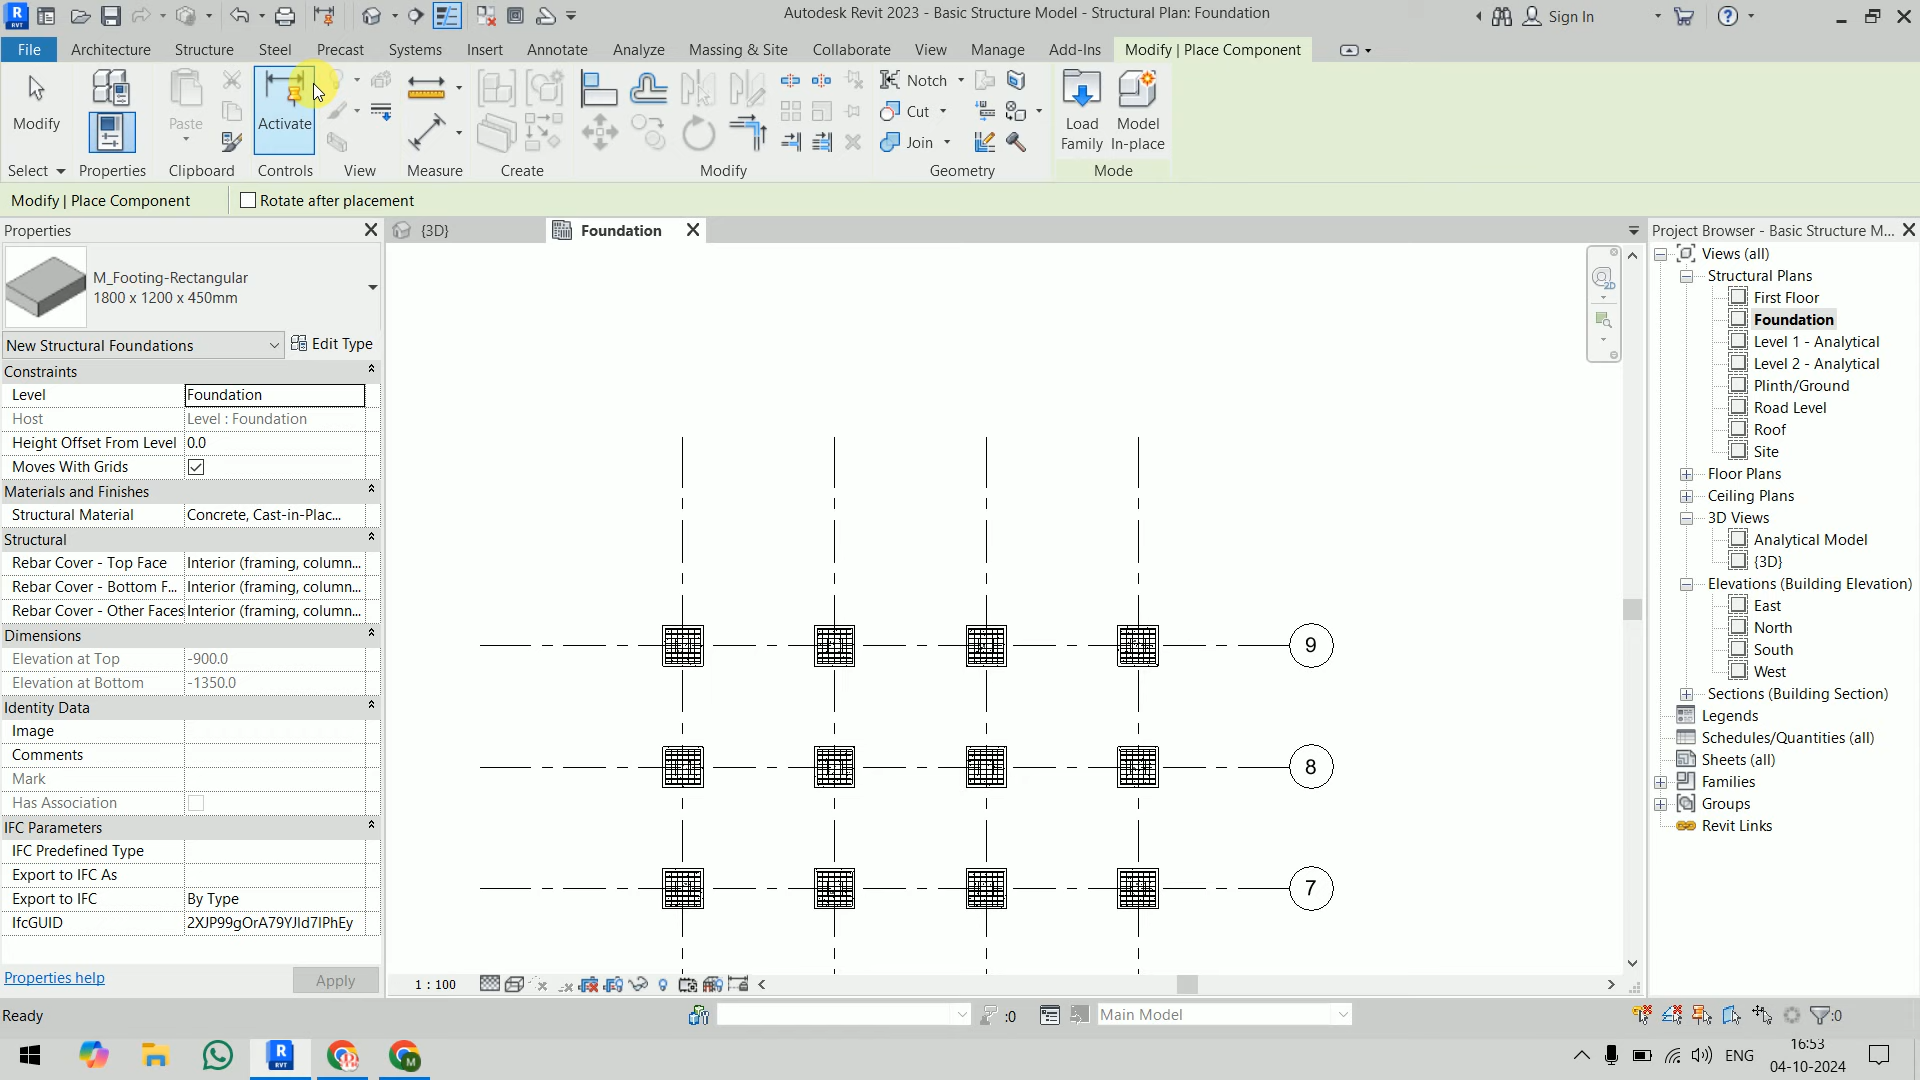 Autodesk Revit 2023 - Basic Structure Model - Structural Plan: Foundation
Sign In
File
Architecture
Structure
Steel
Precast
Systems
Insert
Annotate
Analyze
Massing & Site
Collaborate
View
Manage
Add-Ins
Modify | Place Component
Modify
Paste
Activate
Notch
Cut
Join
Load
Family
Model
In-place
Select
Properties
Clipboard
Controls
View
Measure
Create
Modify
Geometry
Mode
Modify | Place Component
Rotate after placement
Properties
M_Footing-Rectangular
1800 x 1200 x 450mm
New Structural Foundations
Edit Type
Constraints
Level Foundation
Host Level : Foundation
Height Offset From Level 0.0
Moves With Grids
Materials and Finishes
Structural Material Concrete, Cast-in-Plac...
Structural
Rebar Cover - Top Face Interior (framing, column...
Rebar Cover - Bottom F... Interior (framing, column...
Rebar Cover - Other Faces Interior (framing, column...
Dimensions
Elevation at Top -900.0
Elevation at Bottom -1350.0
Identity Data
Image
Comments
Mark
Has Association
IFC Parameters
IFC Predefined Type
Export to IFC As
Export to IFC By Type
IfcGUID 2XJP99gOrA79YJld7lPhEy
Properties help
Apply
{3D}
Foundation
9
8
7
1 : 100
Project Browser - Basic Structure M...
Views (all)
Structural Plans
First Floor
Foundation
Level 1 - Analytical
Level 2 - Analytical
Plinth/Ground
Road Level
Roof
Site
Floor Plans
Ceiling Plans
3D Views
Analytical Model
{3D}
Elevations (Building Elevation)
East
North
South
West
Sections (Building Section)
Legends
Schedules/Quantities (all)
Sheets (all)
Families
Groups
Revit Links
Ready
:0
Main Model
:0
ENG
16:53
04-10-2024